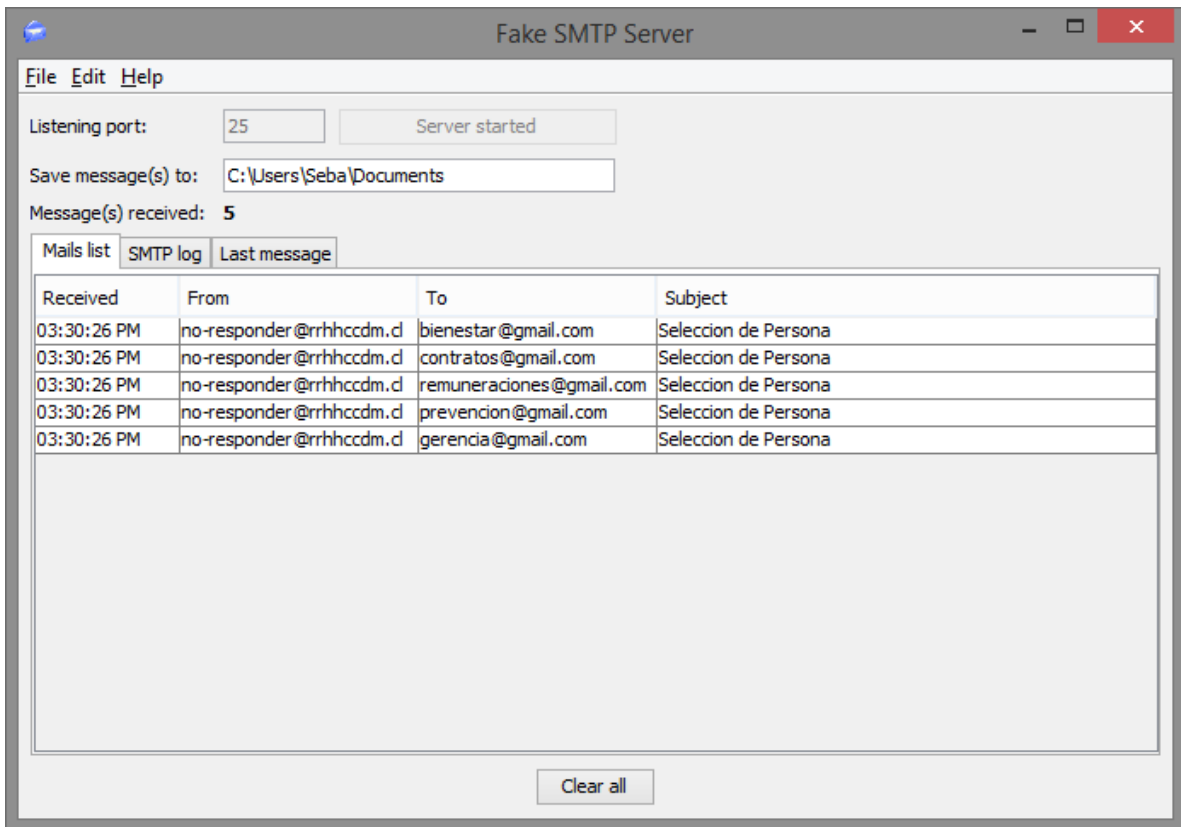 Fake SMTP Server
File Edit Help
Listening port: 25 Server started
Save message(s) to: C:\Users\Seba\Documents
Message(s) received: 5
Mails list SMTP log Last message
Received From To Subject
03:30:26 PM no-responder@rrhhccdm.cl bienestar@gmail.com Seleccion de Persona
03:30:26 PM no-responder@rrhhccdm.cl contratos@gmail.com Seleccion de Persona
03:30:26 PM no-responder@rrhhccdm.cl remuneraciones@gmail.com Seleccion de Persona
03:30:26 PM no-responder@rrhhccdm.cl prevencion@gmail.com Seleccion de Persona
03:30:26 PM no-responder@rrhhccdm.cl gerencia@gmail.com Seleccion de Persona
Clear all